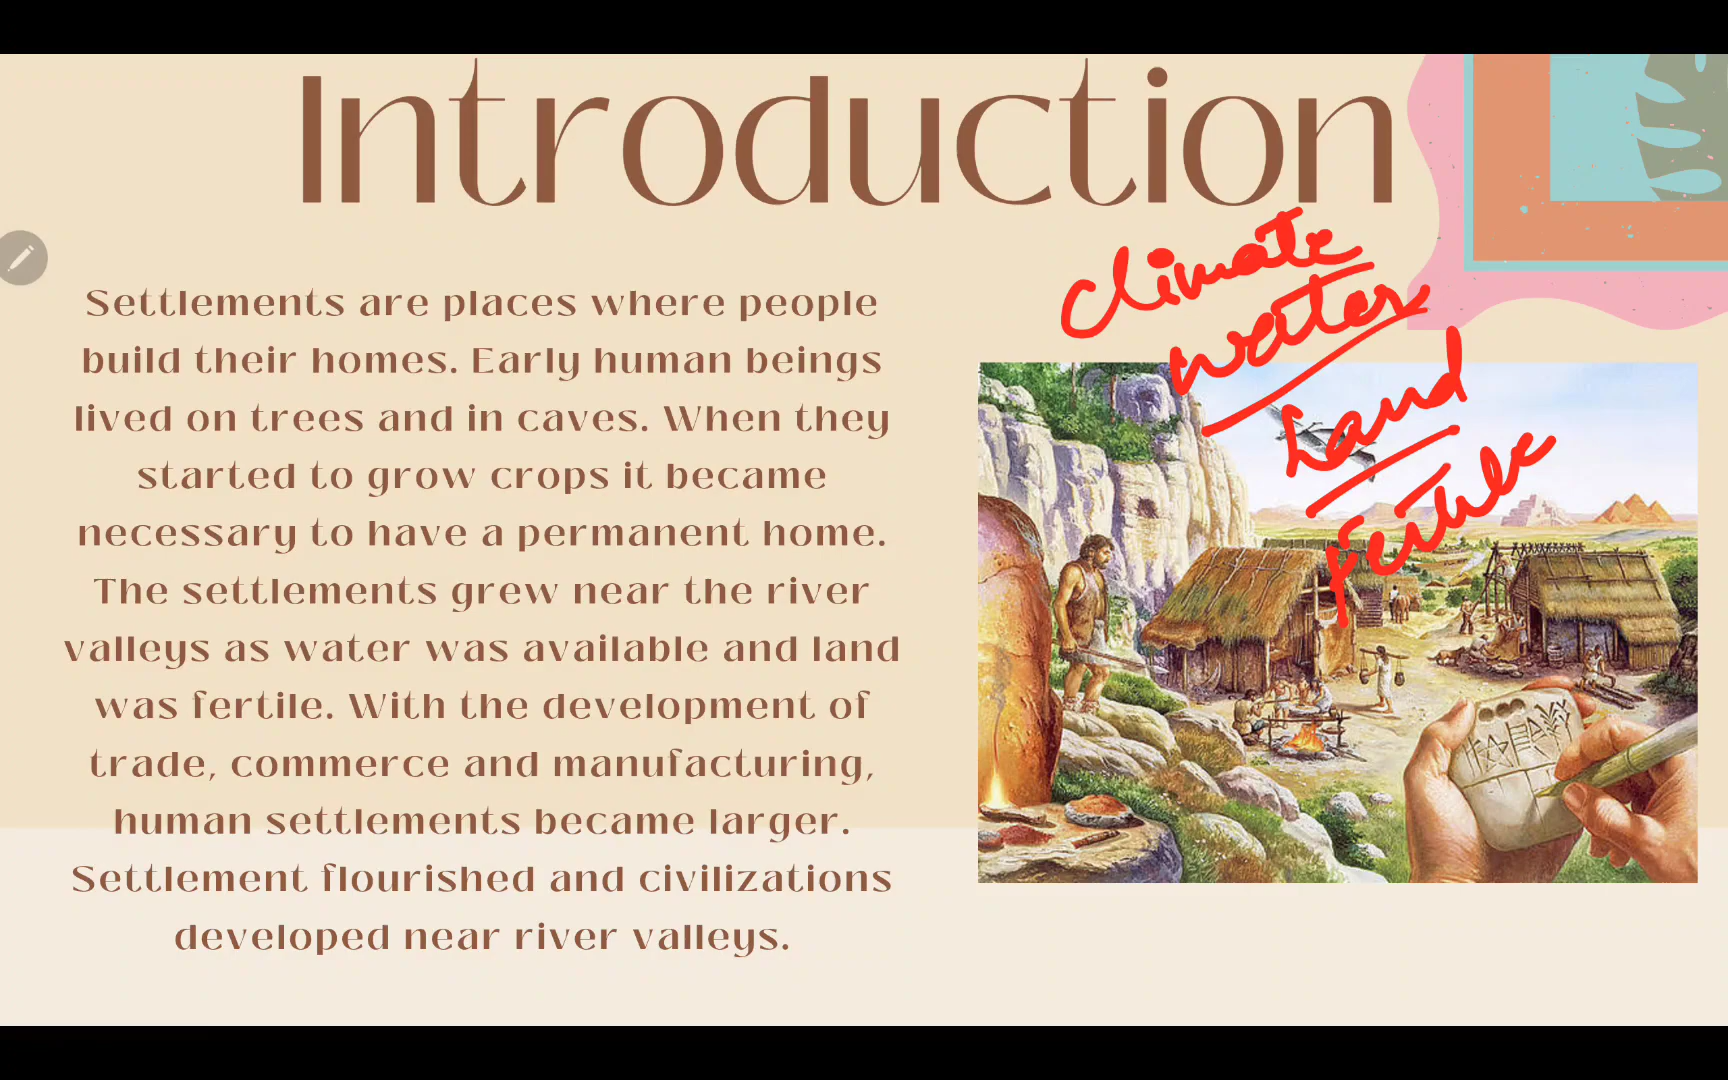 Introduction
Settlements are places where people
build their homes. Early human beings
lived on trees and in caves. When they
started to grow crops it became
necessary to have a permanent home.
The settlements grew near the river
valleys as water was available and land
was fertile. With the development of
trade, commerce and manufacturing,
human settlements became larger.
Settlement flourished and civilizations
developed near river valleys.
Climate
water
Land
Fertile